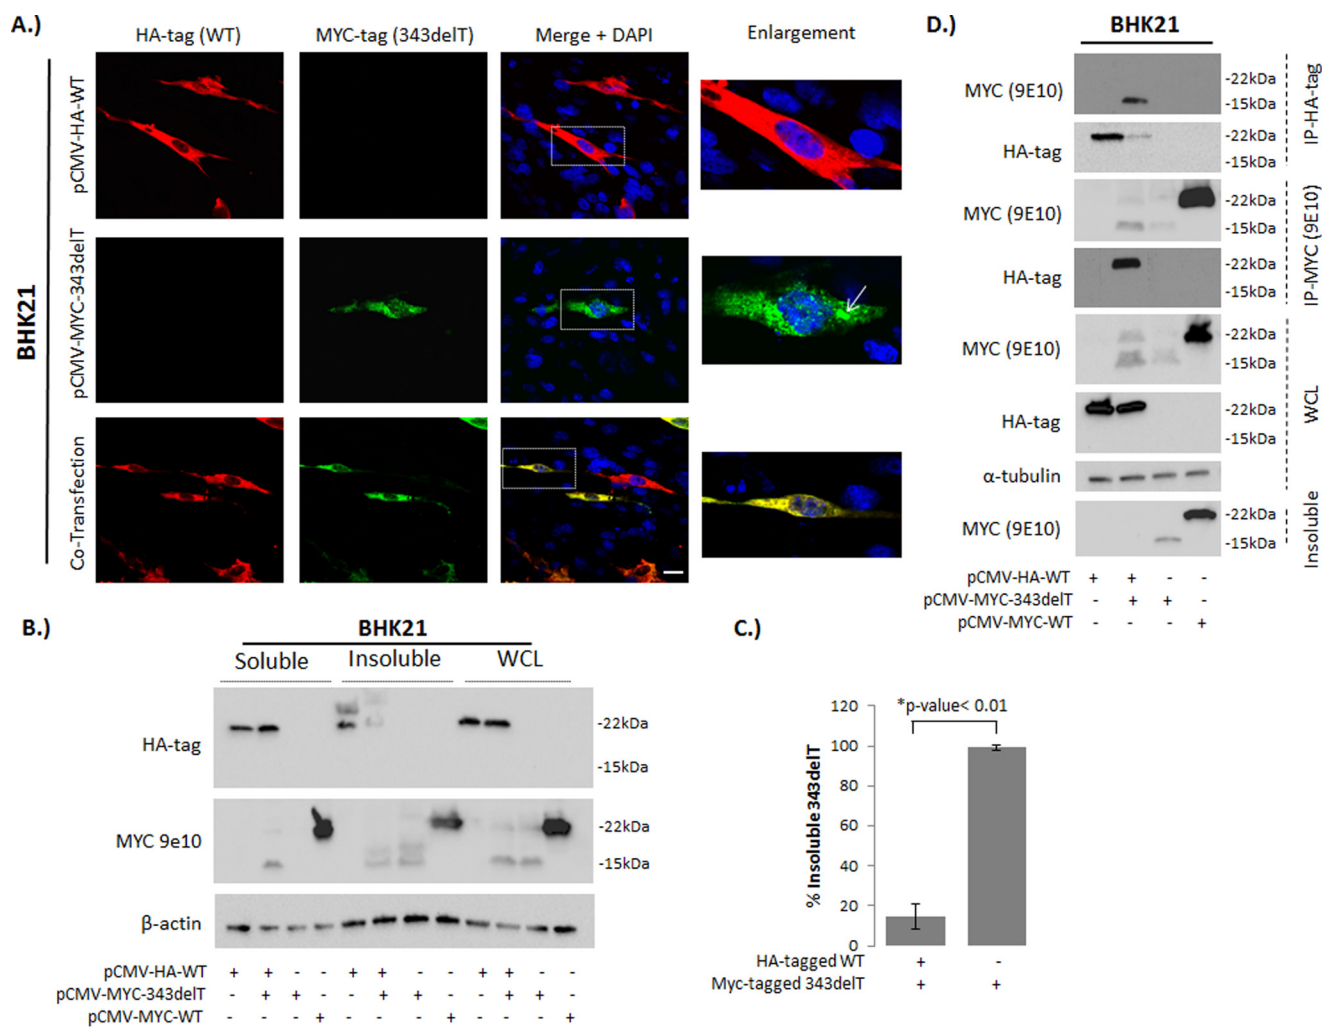 A.)
HA-tag (WT) MYC-tag (343delT) Merge + DAPI Enlargement
BHK21
pCMV-HA-WT
pCMV-MYC-343delT
Co-Transfection
D.)
BHK21
MYC (9E10) -22kDa
-15kDa
HA-tag -22kDa
-15kDa
IP-HA-tag
MYC (9E10) -22kDa
-15kDa
HA-tag -22kDa
-15kDa
IP-MYC (9E10)
MYC (9E10) -22kDa
-15kDa
HA-tag -22kDa
-15kDa
α-tubulin
WCL
MYC (9E10) -22kDa
-15kDa
Insoluble
pCMV-HA-WT + + - -
pCMV-MYC-343delT - + + -
pCMV-MYC-WT - - - +
B.)
BHK21
Soluble Insoluble WCL
HA-tag -22kDa
-15kDa
MYC 9e10 -22kDa
-15kDa
β-actin
pCMV-HA-WT + + - - + + - - + + - -
pCMV-MYC-343delT - + + - - + + - - + + -
pCMV-MYC-WT - - - + - - - + - - - +
C.)
% Insoluble 343delT
120
100
80
60
40
20
0
*p-value< 0.01
HA-tagged WT + -
Myc-tagged 343delT + +